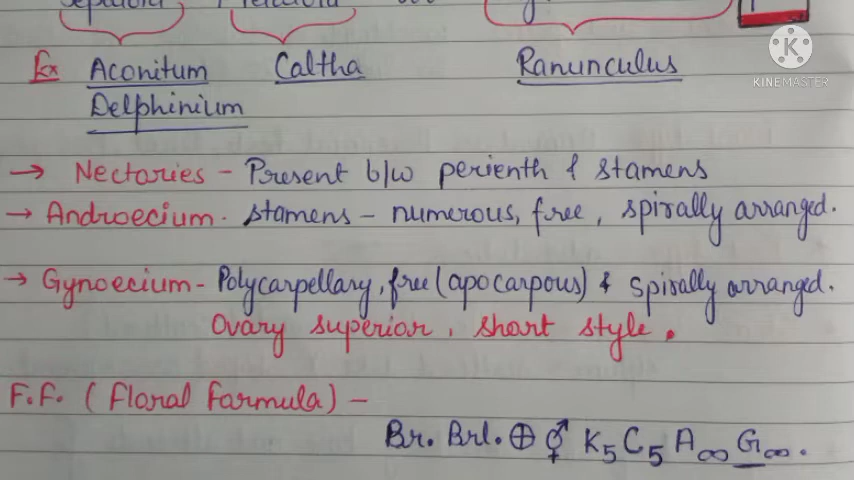 Ex Aconitum Caltha Ranunculus
Delphinium
KINEMASTER
→ Nectories - Present b/w perienth & stamens
→ Androecium. stamens - numerous, free, spirally arranged.
→ Gynoecium - Polycarpellary, free (apocarpous) & spirally arranged.
Ovary superior, short style.
F.F. (Floral Formula) -
Br. Brl. ⊕ ⚥ K₅ C₅ A∞ G∞.